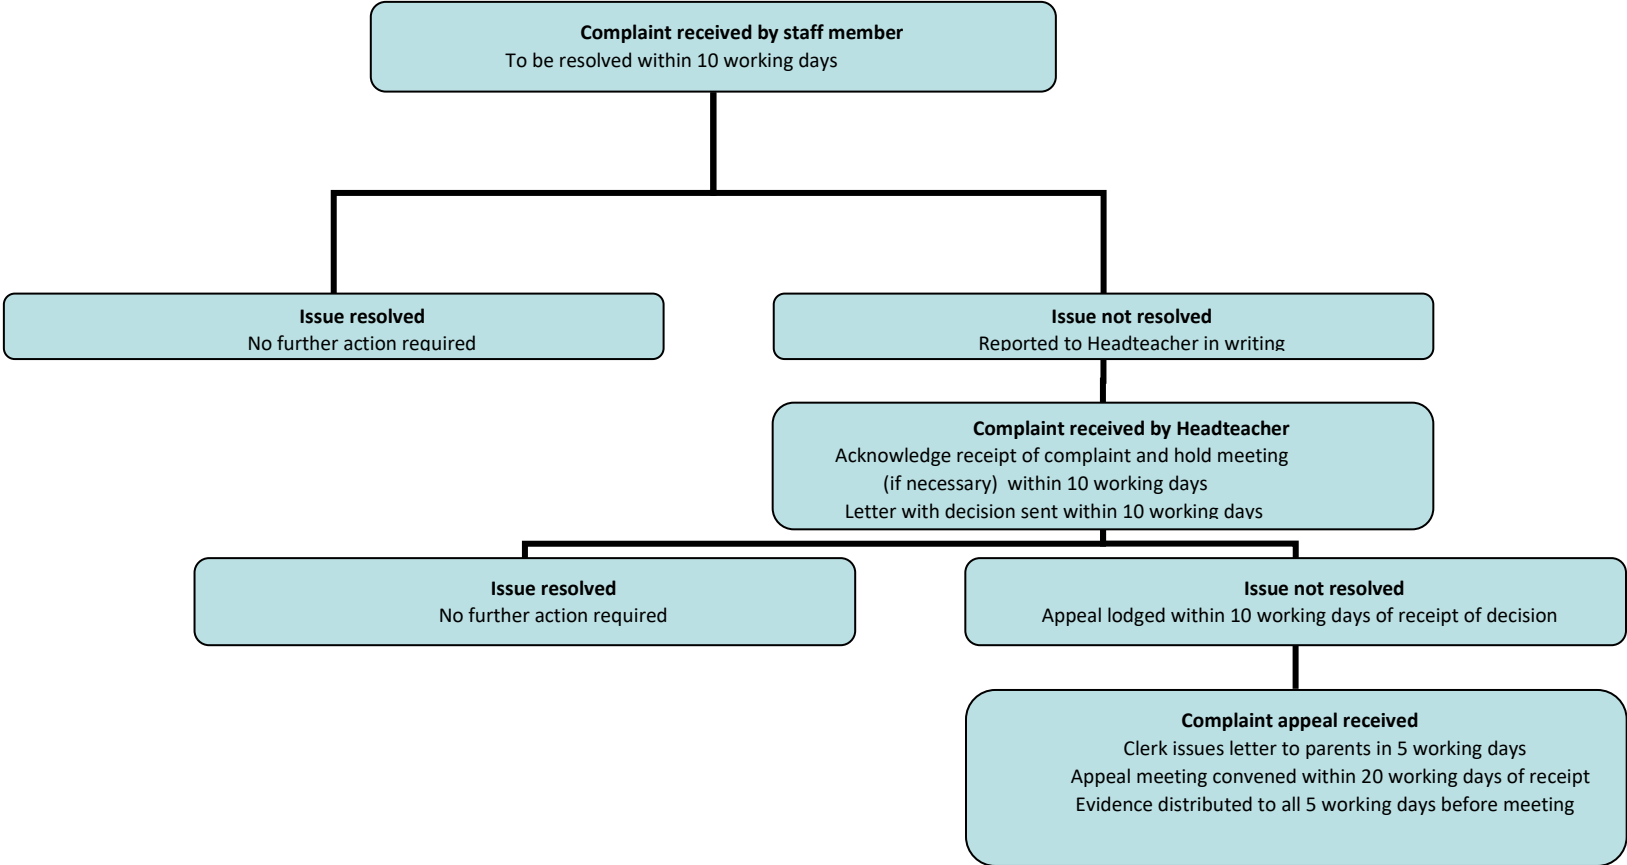 Complaint received by staff member
To be resolved within 10 working days
Issue resolved
No further action required
Issue not resolved
Reported to Headteacher in writing
Complaint received by Headteacher
Acknowledge receipt of complaint and hold meeting
(if necessary) within 10 working days
Letter with decision sent within 10 working days
Issue resolved
No further action required
Issue not resolved
Appeal lodged within 10 working days of receipt of decision
Complaint appeal received
Clerk issues letter to parents in 5 working days
Appeal meeting convened within 20 working days of receipt
Evidence distributed to all 5 working days before meeting